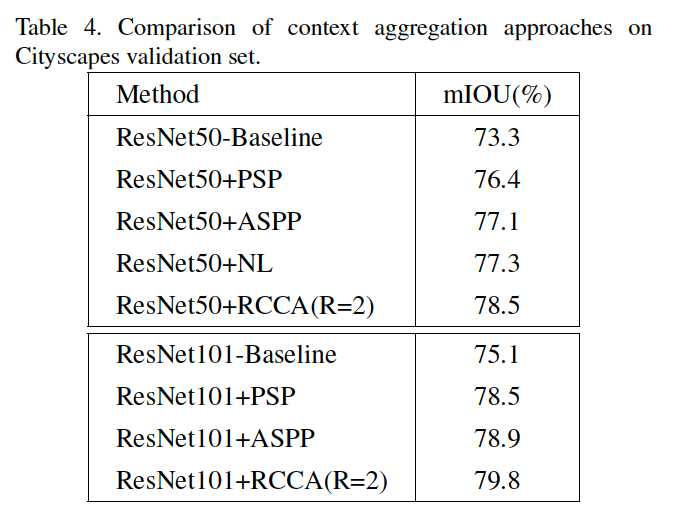 Table 4. Comparison of context aggregation approaches on
Cityscapes validation set.
Method mIOU(%)
ResNet50-Baseline 73.3
ResNet50+PSP 76.4
ResNet50+ASPP 77.1
ResNet50+NL 77.3
ResNet50+RCCA(R=2) 78.5
ResNet101-Baseline 75.1
ResNet101+PSP 78.5
ResNet101+ASPP 78.9
ResNet101+RCCA(R=2) 79.8